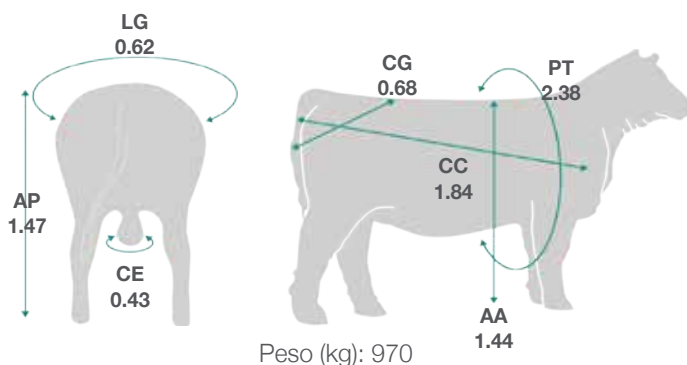 LG
0.62
CG
0.68
PT
2.38
CC
1.84
AP
1.47
CE
0.43
AA
1.44
Peso (kg): 970